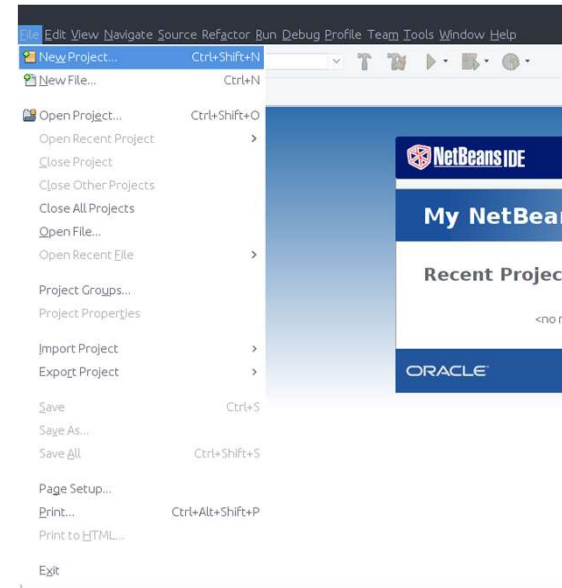 File Edit View Navigate Source Refactor Run Debug Profile Team Tools Window Help
New Project... Ctrl+Shift+N
New File... Ctrl+N
Open Project... Ctrl+Shift+O
Open Recent Project
Close Project
Close Other Projects
Close All Projects
Open File...
Open Recent File
Project Groups...
Project Properties
Import Project
Export Project
Save Ctrl+S
Save As...
Save All Ctrl+Shift+S
Page Setup...
Print... Ctrl+Alt+Shift+P
Print to HTML...
Exit
NetBeans IDE
My NetBea
Recent Projec
<no r
ORACLE